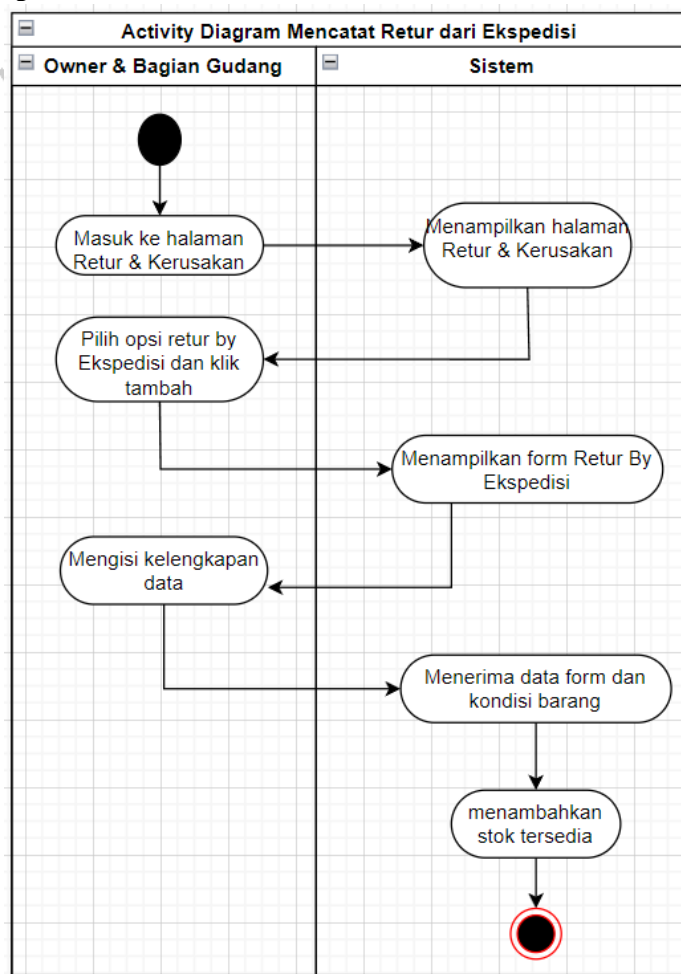 Activity Diagram Mencatat Retur dari Ekspedisi
Owner & Bagian Gudang
Sistem
Masuk ke halaman
Retur & Kerusakan
Menampilkan halaman
Retur & Kerusakan
Pilih opsi retur by
Ekspedisi dan klik
tambah
Menampilkan form Retur By
Ekspedisi
Mengisi kelengkapan
data
Menerima data form dan
kondisi barang
menambahkan
stok tersedia